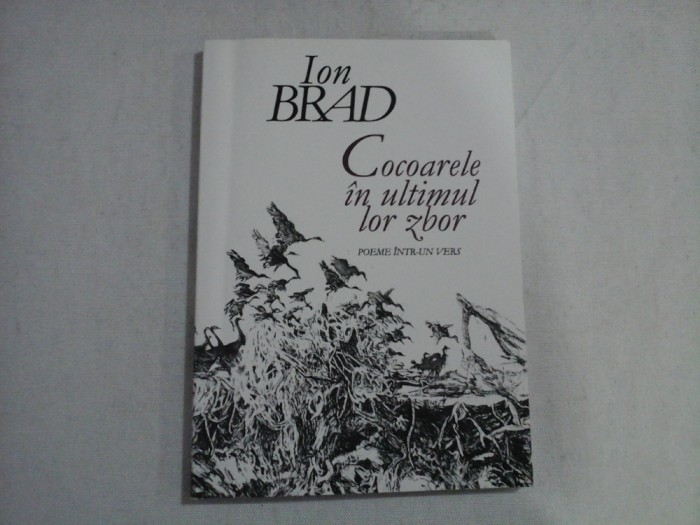 Ion
BRAD
Cocoarele
în ultimul
lor zbor
POEME ÎNTR-UN VERS